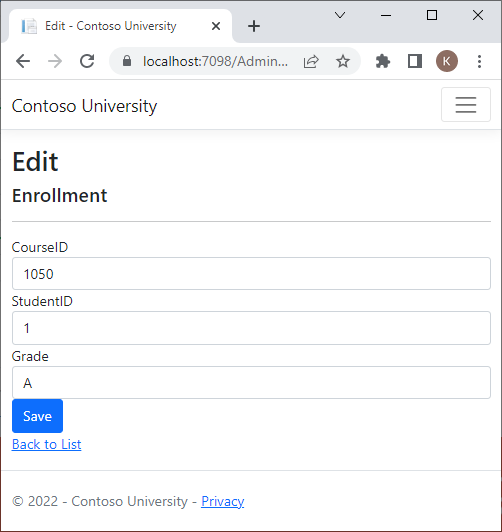 Edit - Contoso University
localhost:7098/Admin...
K
Contoso University
Edit
Enrollment
CourseID
1050
StudentID
1
Grade
A
Save
Back to List
© 2022 - Contoso University - Privacy